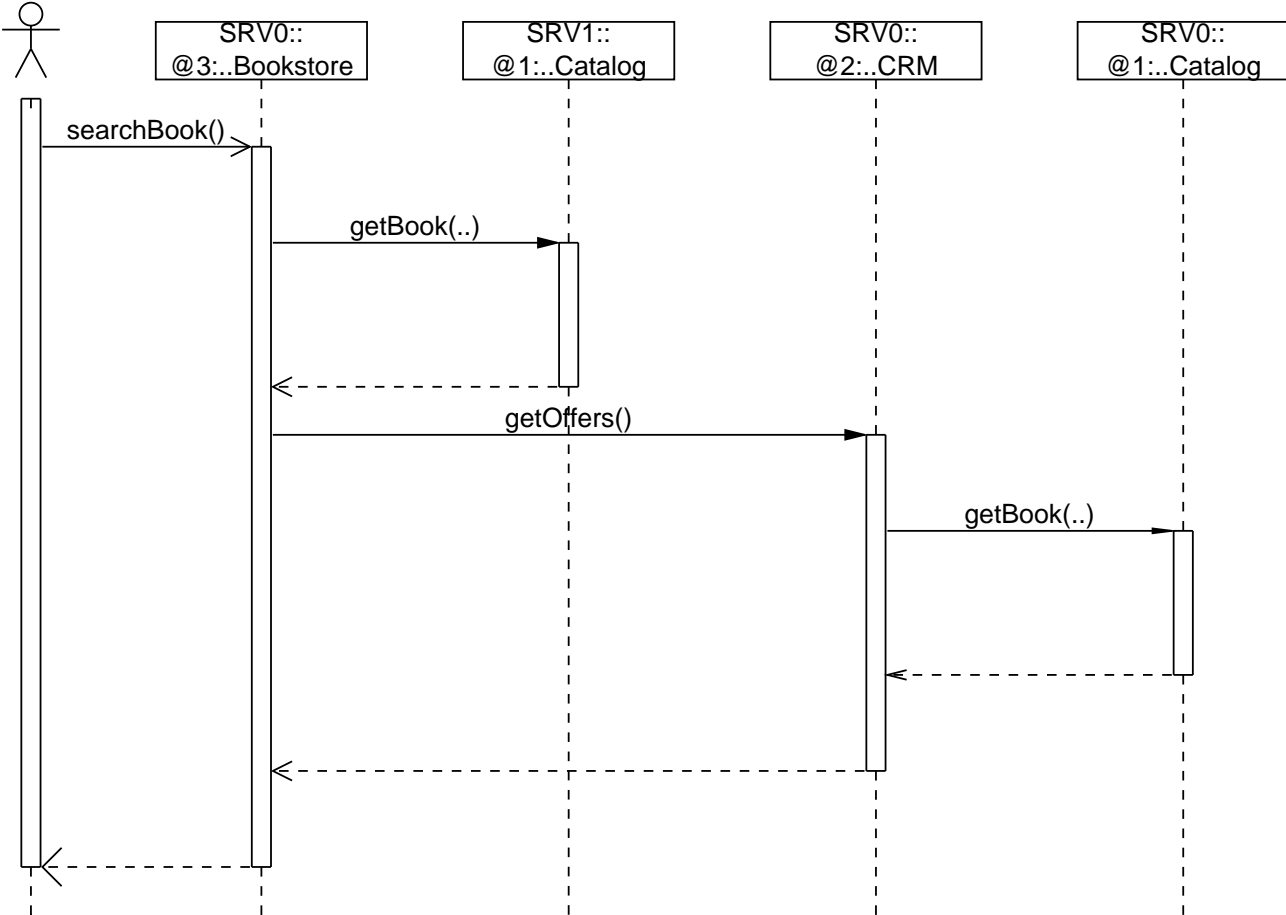 SRV0::
@3:..Bookstore
SRV1::
@1:..Catalog
SRV0::
@2:..CRM
SRV0::
@1:..Catalog
searchBook()
getBook(..)
getOffers()
getBook(..)